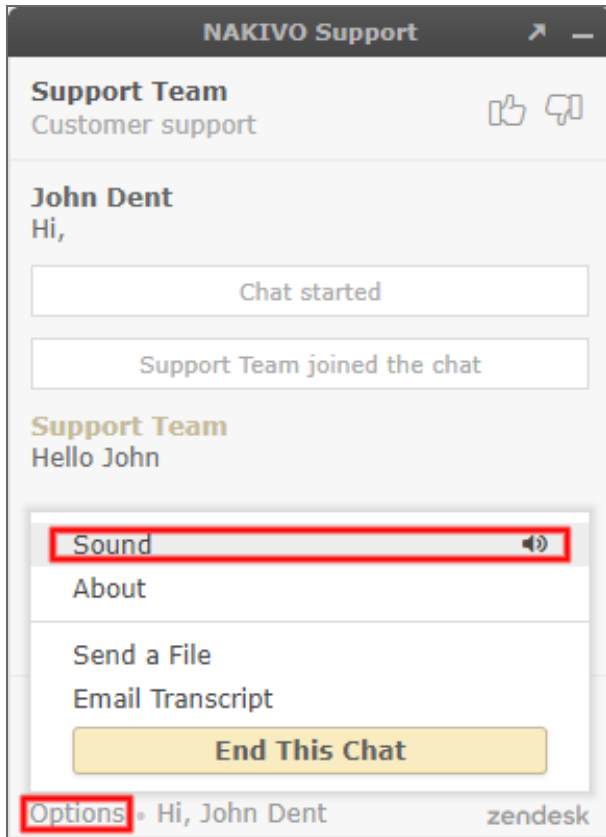 NAKIVO Support
Support Team
Customer support
John Dent
Hi,
Chat started
Support Team joined the chat
Support Team
Hello John
Sound
About
Send a File
Email Transcript
End This Chat
Options • Hi, John Dent zendesk